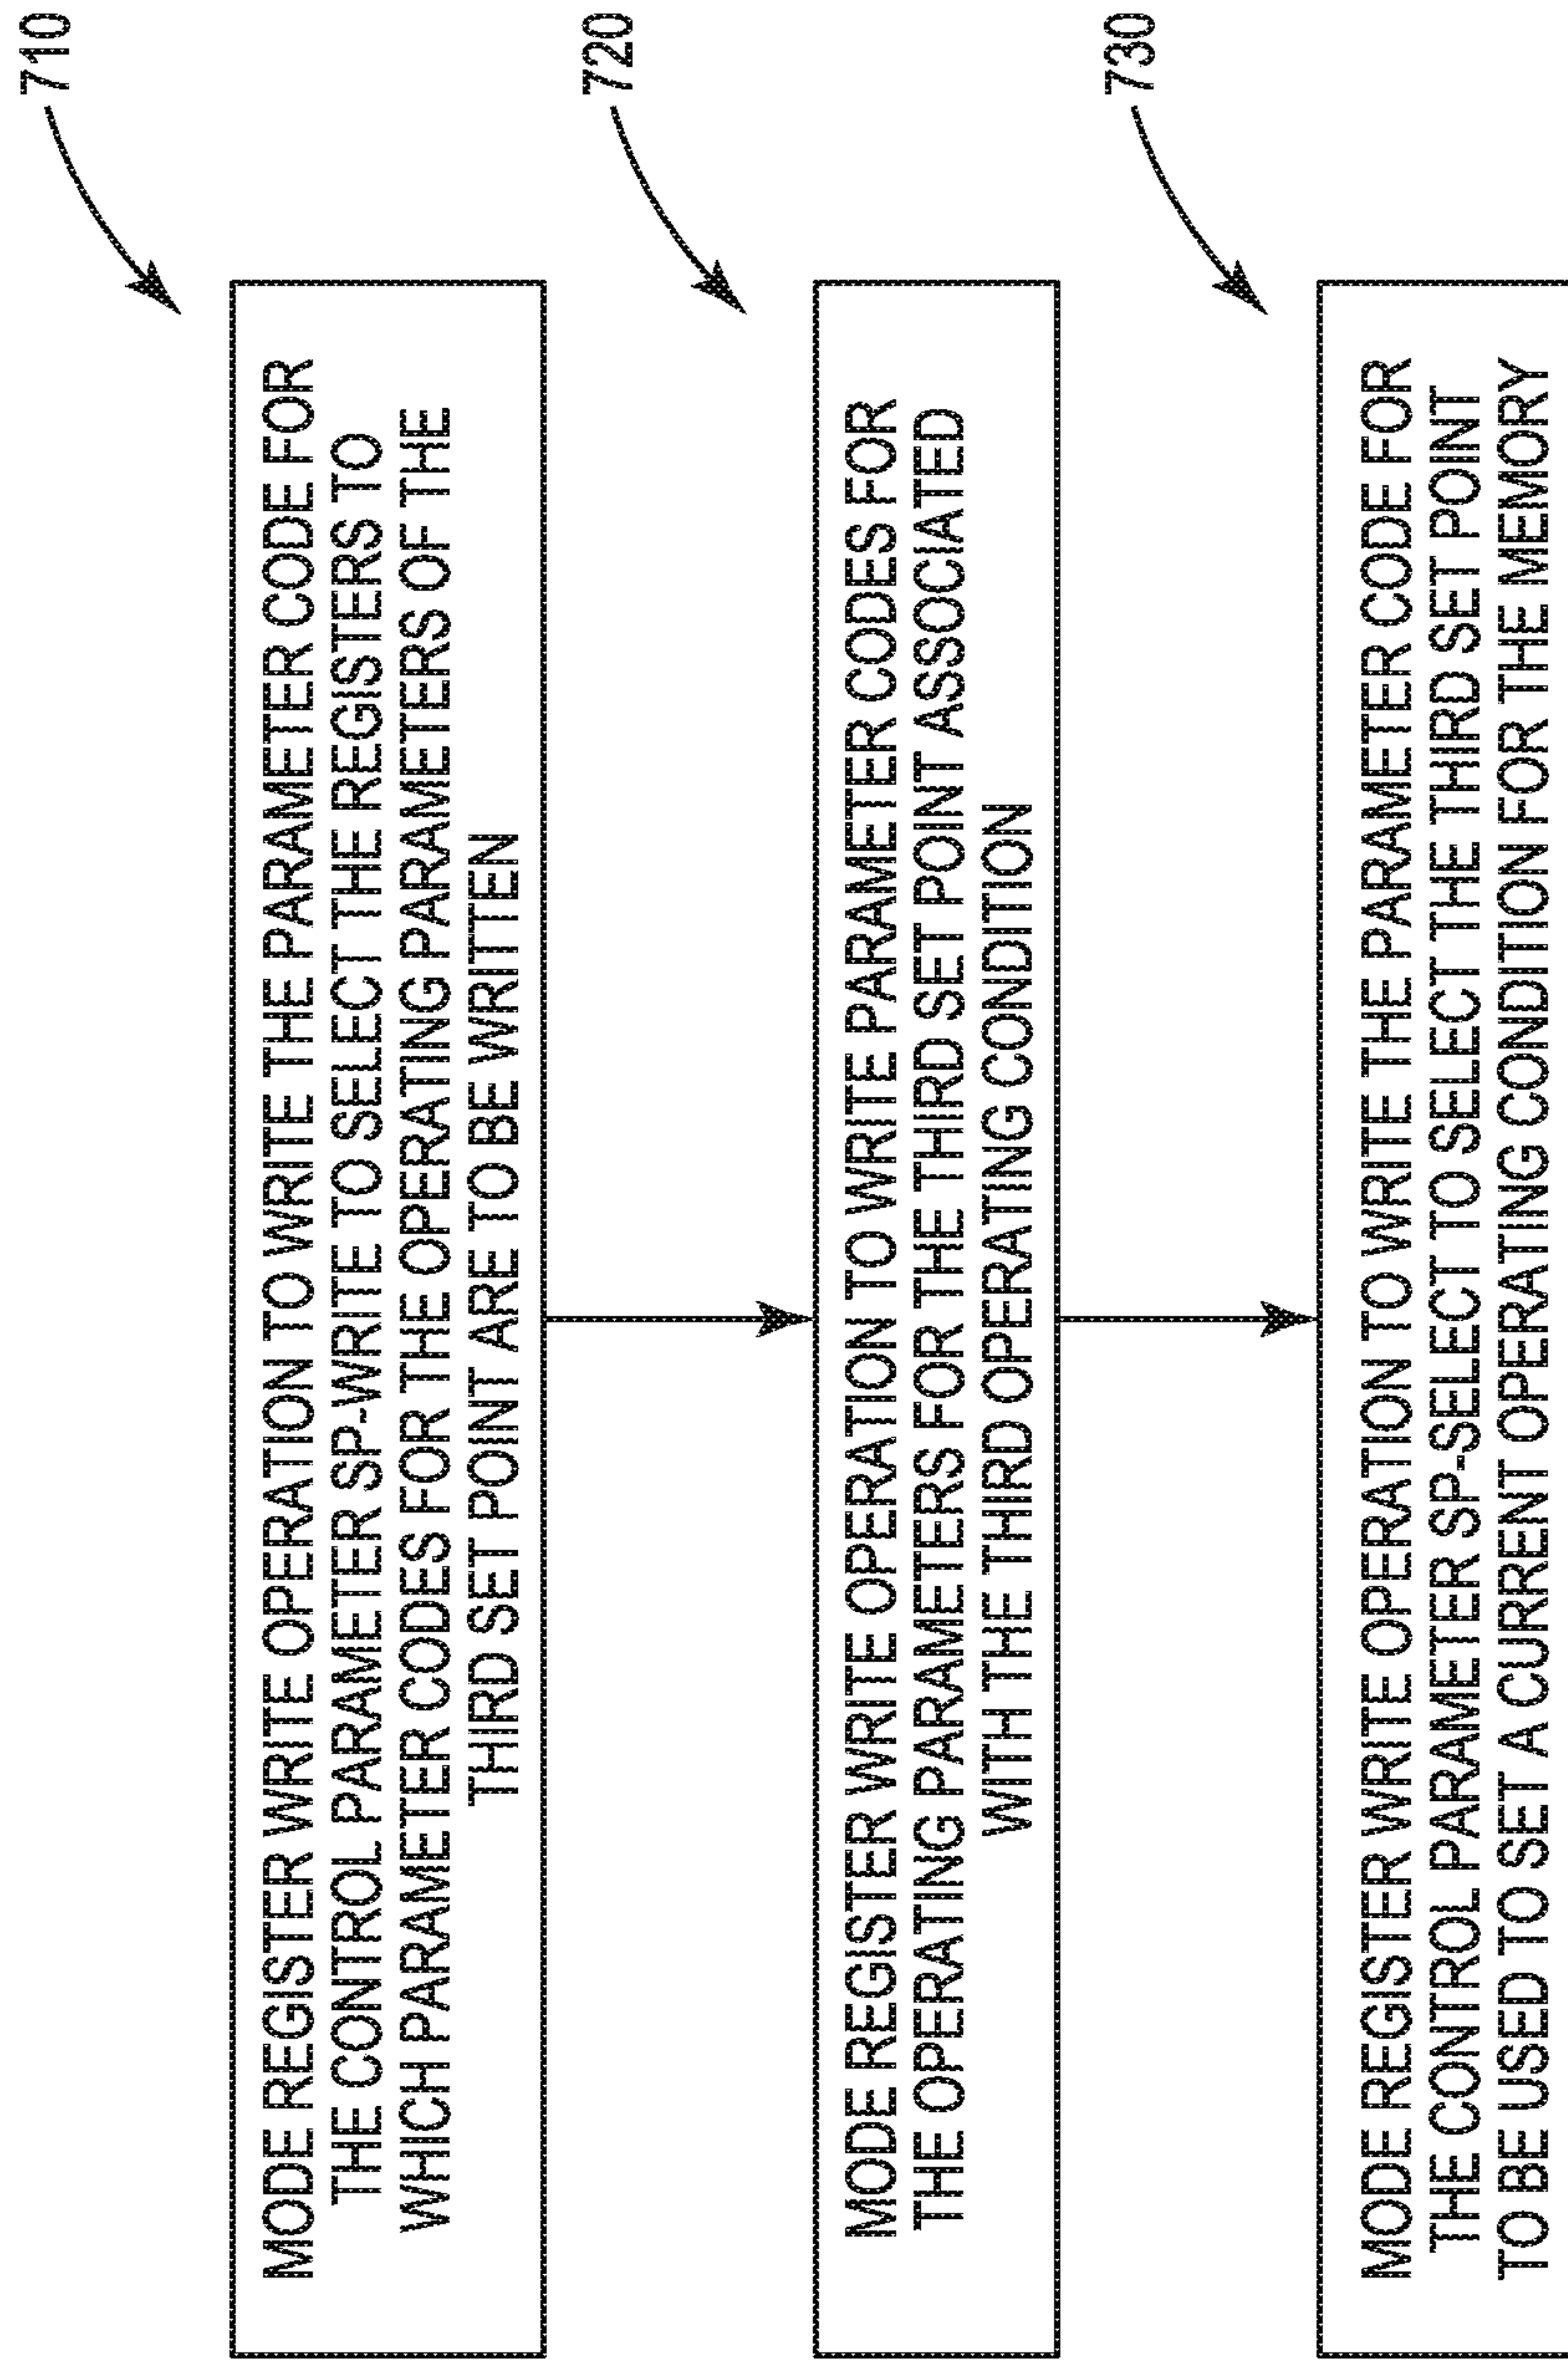 710
MODE REGISTER WRITE OPERATION TO WRITE THE PARAMETER CODE FOR
THE CONTROL PARAMETER SP-WRITE TO SELECT THE REGISTERS TO
WHICH PARAMETER CODES FOR THE OPERATING PARAMETERS OF THE
THIRD SET POINT ARE TO BE WRITTEN
720
MODE REGISTER WRITE OPERATION TO WRITE PARAMETER CODES FOR
THE OPERATING PARAMETERS FOR THE THIRD SET POINT ASSOCIATED
WITH THE THIRD OPERATING CONDITION
730
MODE REGISTER WRITE OPERATION TO WRITE THE PARAMETER CODE FOR
THE CONTROL PARAMETER SP-SELECT TO SELECT THE THIRD SET POINT
TO BE USED TO SET A CURRENT OPERATING CONDITION FOR THE MEMORY